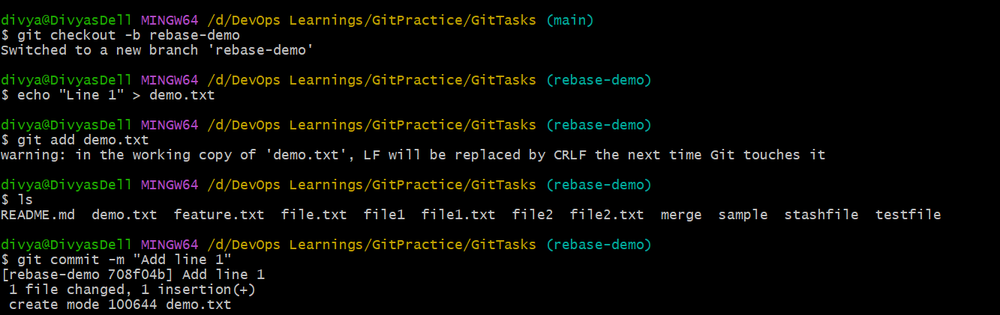 divya@DivyasDell MINGW64 /d/DevOps Learnings/GitPractice/GitTasks (main)
$ git checkout -b rebase-demo
Switched to a new branch 'rebase-demo'
divya@DivyasDell MINGW64 /d/DevOps Learnings/GitPractice/GitTasks (rebase-demo)
$ echo "Line 1" > demo.txt
divya@DivyasDell MINGW64 /d/DevOps Learnings/GitPractice/GitTasks (rebase-demo)
$ git add demo.txt
warning: in the working copy of 'demo.txt', LF will be replaced by CRLF the next time Git touches it
divya@DivyasDell MINGW64 /d/DevOps Learnings/GitPractice/GitTasks (rebase-demo)
$ ls
README.md  demo.txt  feature.txt  file.txt  file1  file1.txt  file2  file2.txt  merge  sample  stashfile  testfile
divya@DivyasDell MINGW64 /d/DevOps Learnings/GitPractice/GitTasks (rebase-demo)
$ git commit -m "Add line 1"
[rebase-demo 708f04b] Add line 1
 1 file changed, 1 insertion(+)
 create mode 100644 demo.txt